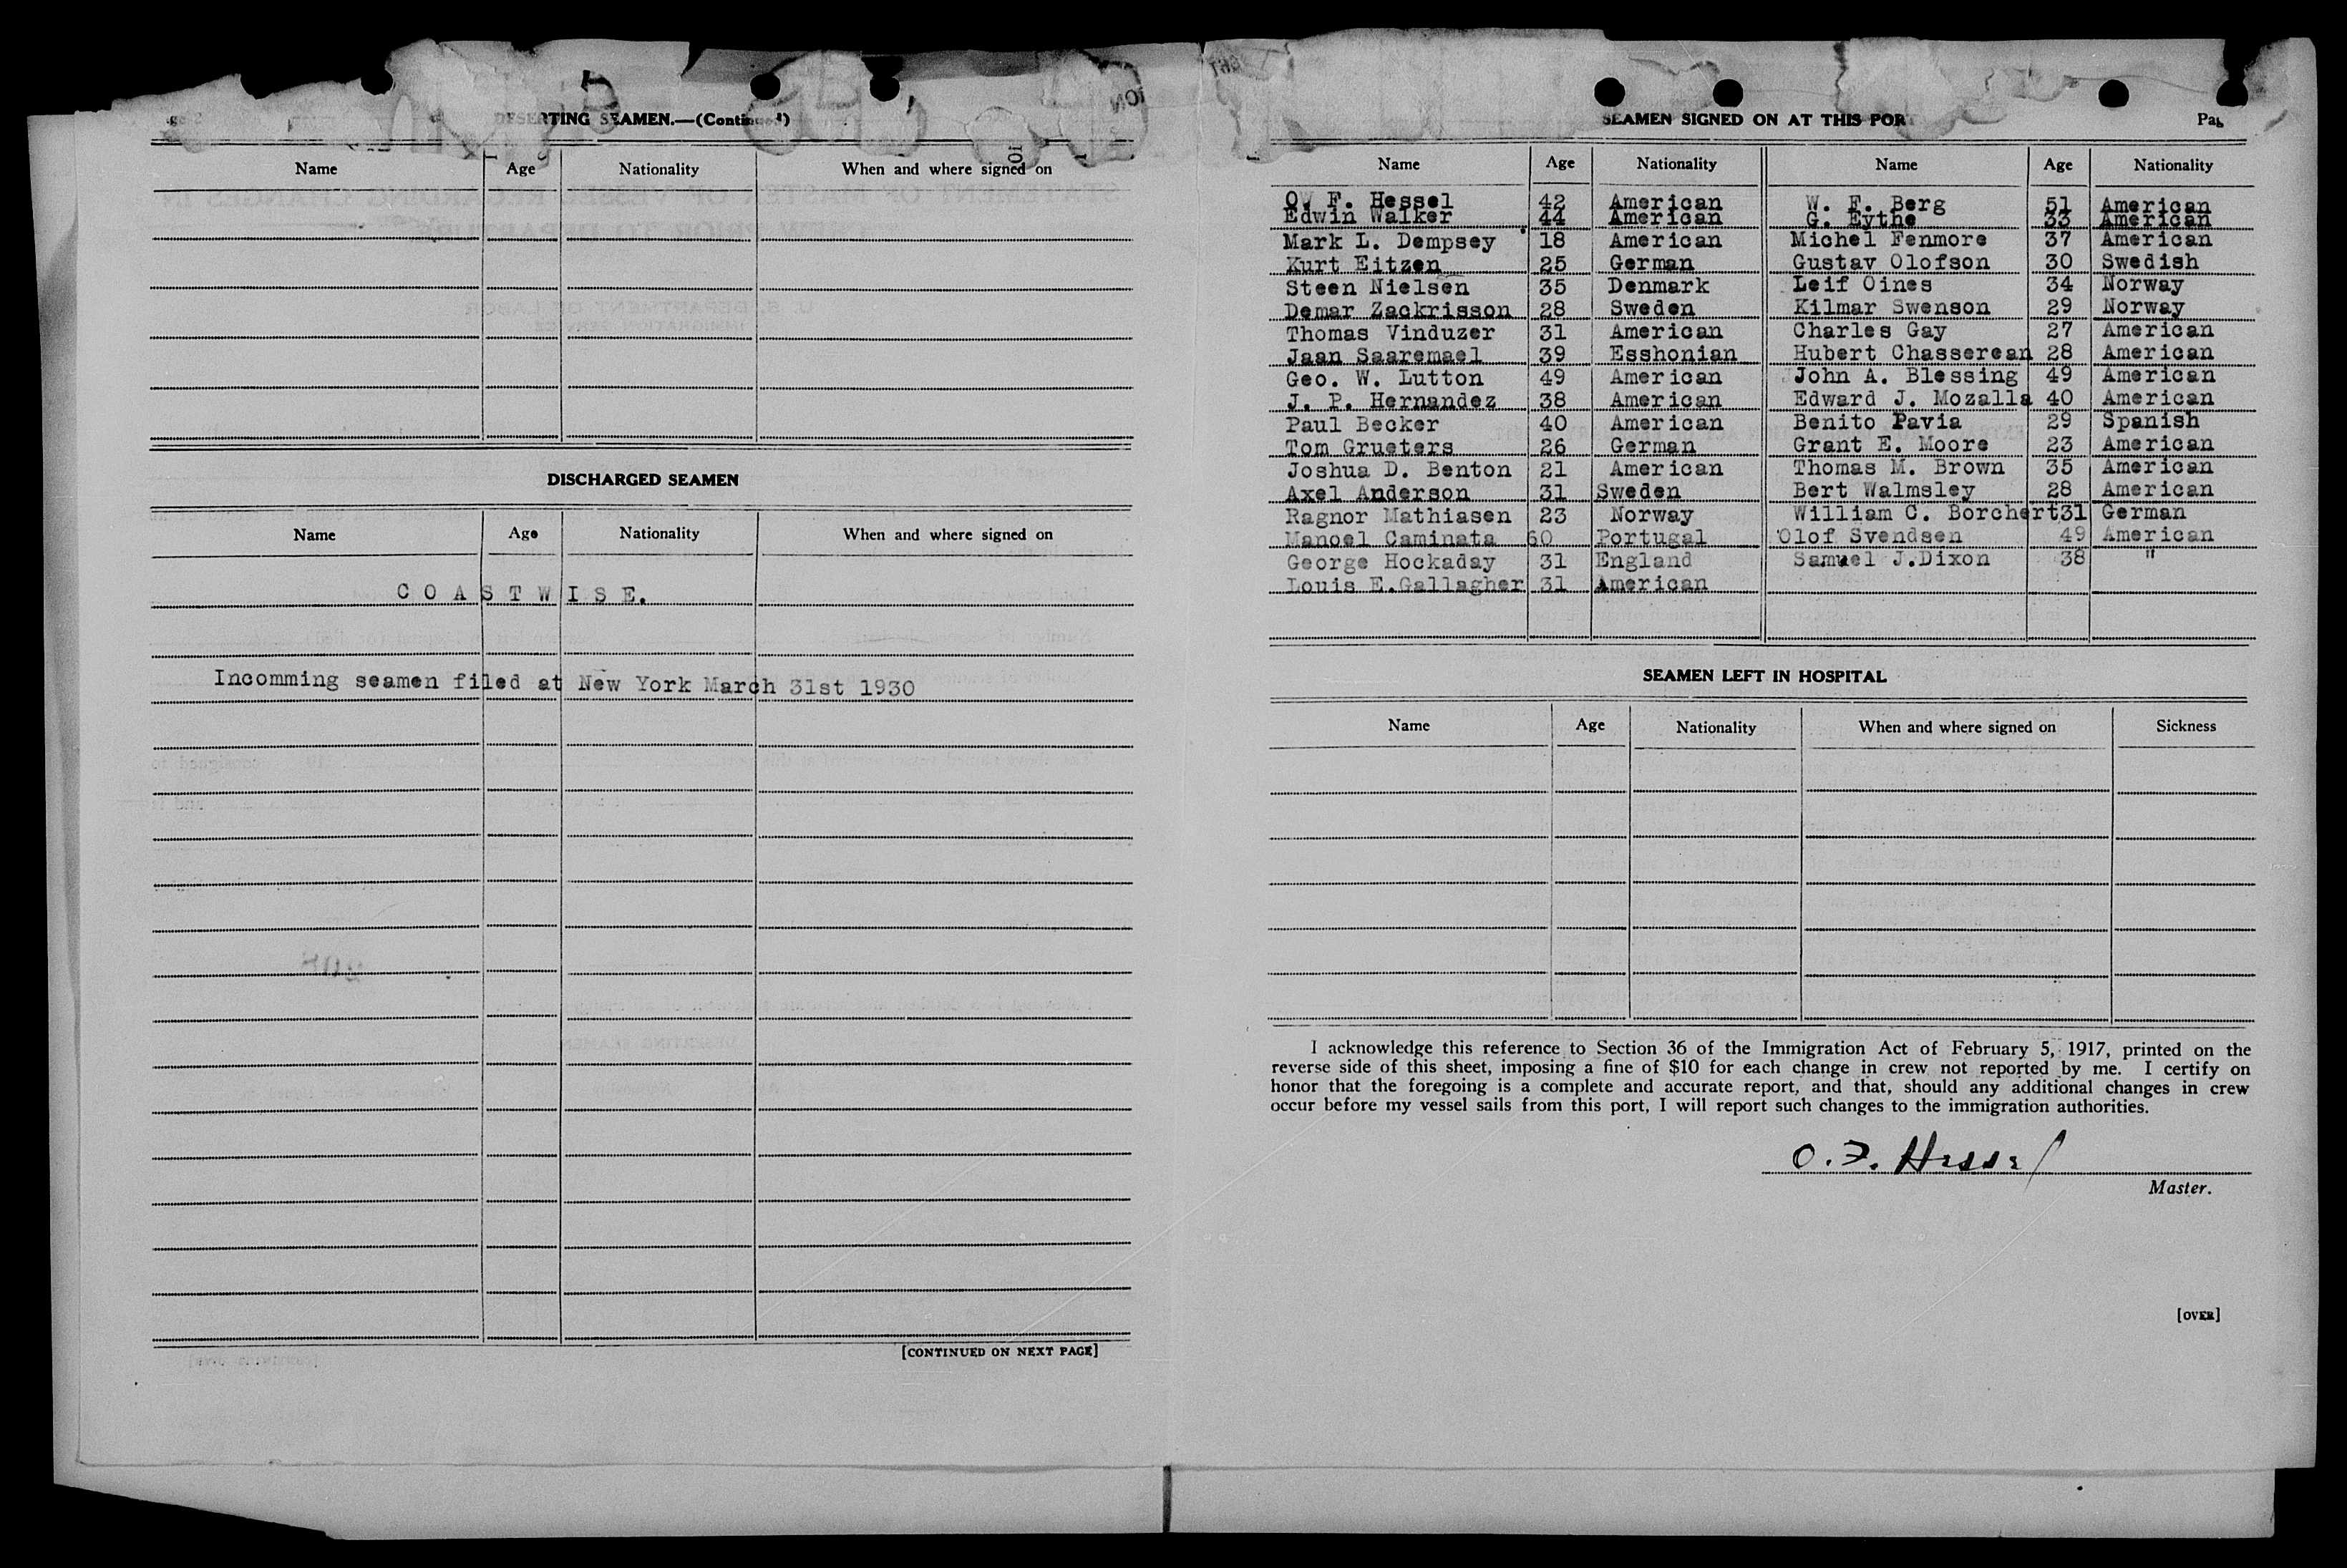 DESERTING SEAMEN.—(Continued)
Name Age Nationality When and where signed on
DISCHARGED SEAMEN
Name Age Nationality When and where signed on
C O A S T W I S E.
Incomming seamen filed at New York March 31st 1930
[CONTINUED ON NEXT PAGE]
SEAMEN SIGNED ON AT THIS POR
Pag
Name Age Nationality Name Age Nationality
O. F. Hessel 42 American W. F. Berg 51 American
Edwin Walker 44 American G. Eythe 33 American
Mark L. Dempsey 18 American Michel Fenmore 37 American
Kurt Eitzen 25 German Gustav Olofson 30 Swedish
Steen Nielsen 35 Denmark Leif Oines 34 Norway
Demar Zackrisson 28 Sweden Kilmar Swenson 29 Norway
Thomas Vinduzer 31 American Charles Gay 27 American
Jaan Saaremael 39 Esshonian Hubert Chasserean 28 American
Geo. W. Lutton 49 American John A. Blessing 49 American
J. P. Hernandez 38 American Edward J. Mozalla 40 American
Paul Becker 40 American Benito Pavia 29 Spanish
Tom Grueters 26 German Grant E. Moore 23 American
Joshua D. Benton 21 American Thomas M. Brown 35 American
Axel Anderson 31 Sweden Bert Walmsley 28 American
Ragnor Mathiasen 23 Norway William C. Borchert 31 German
Manoel Caminata 60 Portugal Olof Svendsen 49 American
George Hockaday 31 England Samuel J.Dixon 38 "
Louis E.Gallagher 31 American
SEAMEN LEFT IN HOSPITAL
Name Age Nationality When and where signed on Sickness
I acknowledge this reference to Section 36 of the Immigration Act of February 5, 1917, printed on the
reverse side of this sheet, imposing a fine of $10 for each change in crew not reported by me. I certify on
honor that the foregoing is a complete and accurate report, and that, should any additional changes in crew
occur before my vessel sails from this port, I will report such changes to the immigration authorities.
O. F. Hessel
Master.
[OVER]